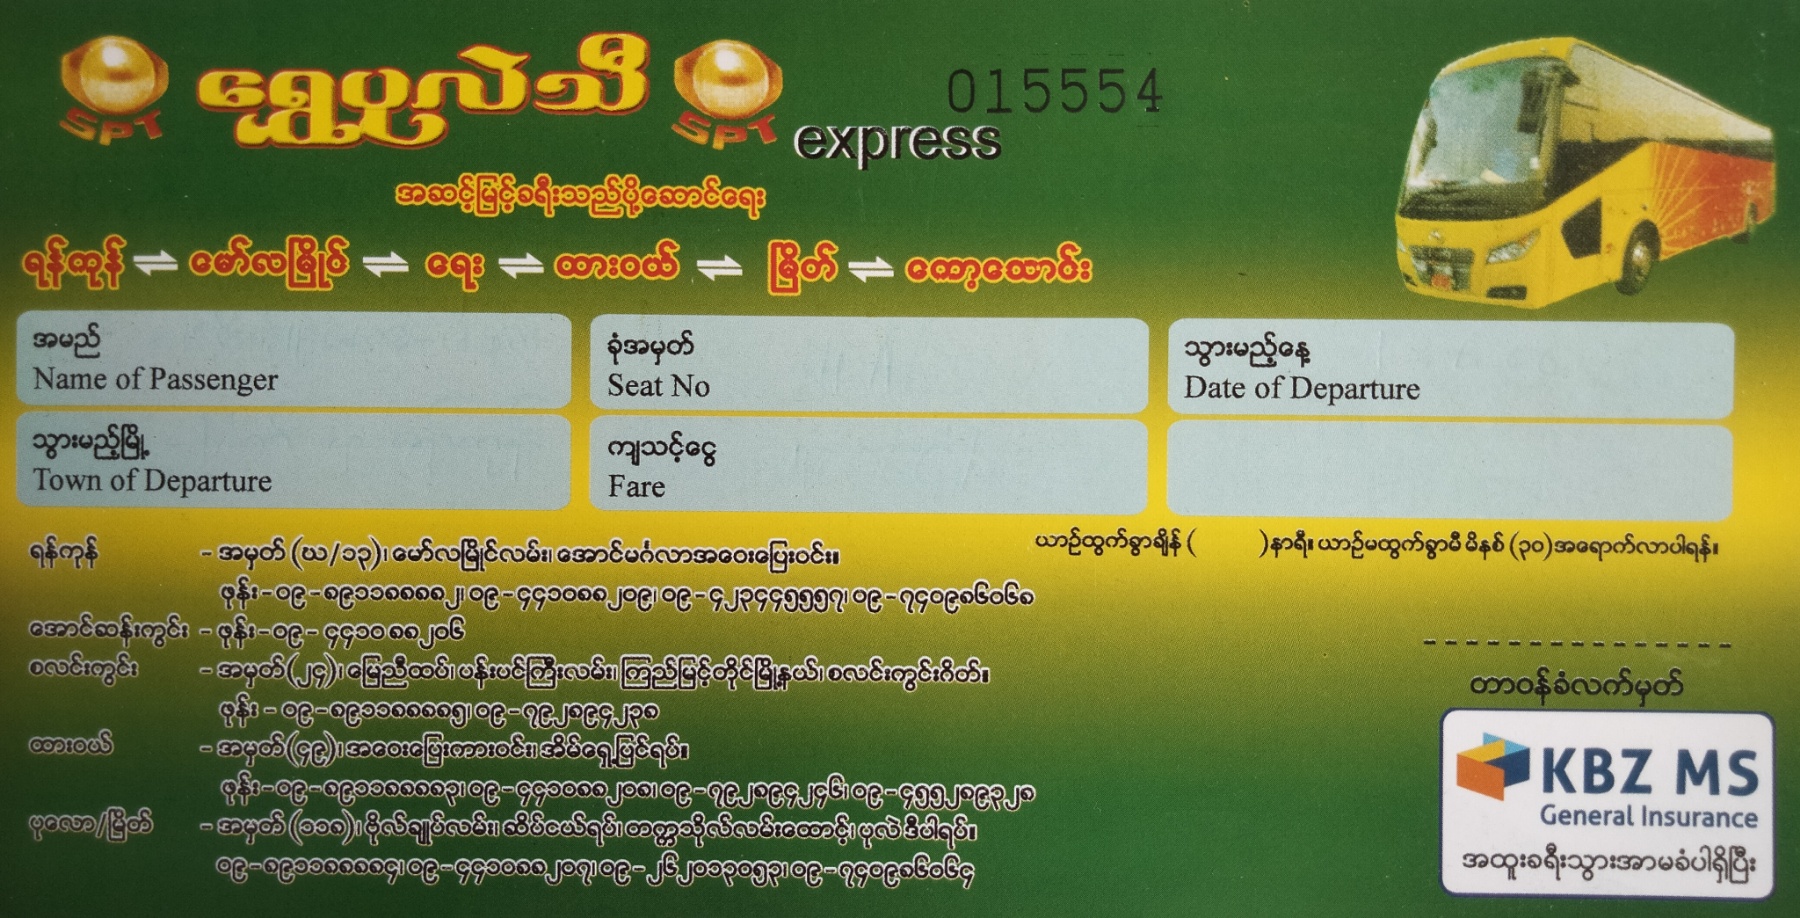 SPT ရွှေပုလဲသီ SPT express 015554
အဆင့်မြင့်ခရီးသည်ပို့ဆောင်ရေး
ရန်ကုန် ⇌ မော်လမြိုင် ⇌ ရေး ⇌ ထားဝယ် ⇌ မြိတ် ⇌ ကော့သောင်း
အမည်
Name of Passenger
ခုံအမှတ်
Seat No
သွားမည့်နေ့
Date of Departure
သွားမည့်မြို့
Town of Departure
ကျသင့်ငွေ
Fare
ယာဉ်ထွက်ခွာချိန် ( )နာရီ။ ယာဉ်မထွက်ခွာမီ မိနစ် (၃၀)အရောက်လာပါရန်။
ရန်ကုန် - အမှတ် (ဃ/၁၃)၊ မော်လမြိုင်လမ်း၊ အောင်မင်္ဂလာအဝေးပြေးဝင်း။
ဖုန်း-၀၉-၈၉၁၁၈၈၈၈၂၊ ၀၉-၄၄၁၀၈၈၂၀၉၊ ၀၉-၄၂၃၄၄၅၅၅၇၊ ၀၉-၇၄၀၉၈၆၀၆၈
အောင်ဆန်းကွင်း - ဖုန်း-၀၉-၄၄၁၀၈၈၂၀၆
စလင်းကွင်း - အမှတ်(၂၄)၊ မြေညီထပ်၊ ပန်းပင်ကြီးလမ်း၊ ကြည်မြင့်တိုင်မြို့နယ်၊ စလင်းကွင်းဂိတ်။
ဖုန်း - ၀၉-၈၉၁၁၈၈၈၈၅၊ ၀၉-၇၉၂၈၉၄၂၃၈
ထားဝယ် - အမှတ်(၄၉)၊ အဝေးပြေးကားဝင်း၊ အိမ်ရှေ့ပြင်ရပ်။
ဖုန်း-၀၉-၈၉၁၁၈၈၈၈၃၊ ၀၉-၄၄၁၀၈၈၂၀၈၊ ၀၉-၇၉၂၈၉၄၂၄၆၊ ၀၉-၄၅၅၂၈၉၃၂၈
ပုလော/မြိတ် - အမှတ် (၁၁၈)၊ ဗိုလ်ချုပ်လမ်း၊ ဆိပ်ငယ်ရပ်၊ တက္ကသိုလ်လမ်းထောင့်၊ ပုလဲဒီပါရပ်။
၀၉-၈၉၁၁၈၈၈၈၄၊ ၀၉-၄၄၁၀၈၈၂၀၇၊ ၀၉-၂၆၂၀၁၃၀၅၃၊ ၀၉-၇၄၀၉၈၆၀၆၄
တာဝန်ခံလက်မှတ်
KBZ MS
General Insurance
အထူးခရီးသွားအာမခံပါရှိပြီး